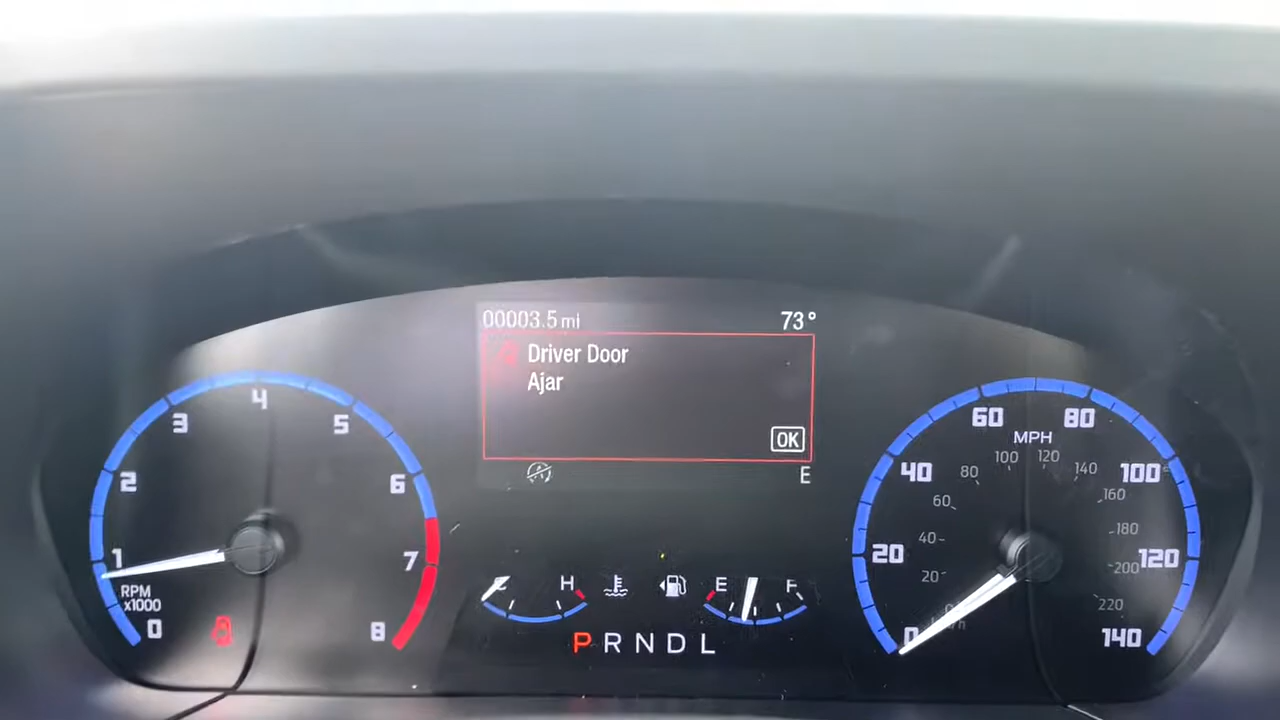 00003.5 mi 73°
Driver Door
Ajar
OK
E
0 1 2 3 4 5 6 7 8
RPM
x1000
H
E F
P R N D L
0 20 40 60 80 100 120 140
MPH
20 40 60 80 100 120 140 160 180 200 220